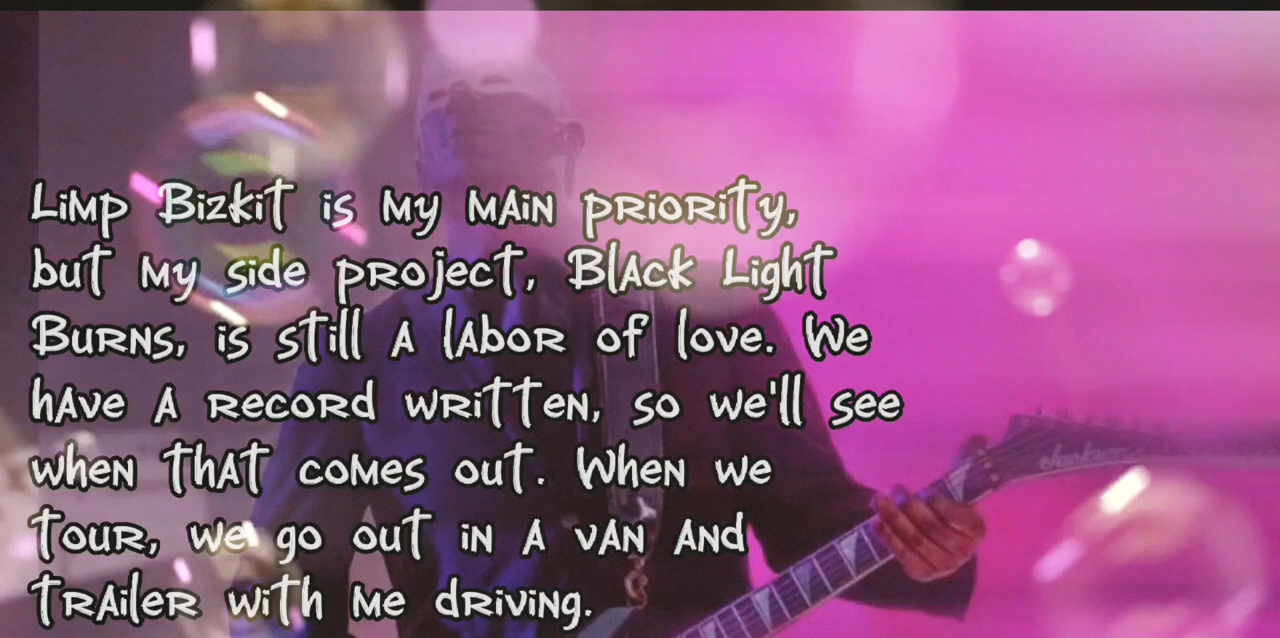 Limp Bizkit is my main priority,
but my side project, Black Light
Burns, is still a labor of love. We
have a record written, so we'll see
when that comes out. When we
tour, we go out in a van and
trailer with me driving.
Jackson